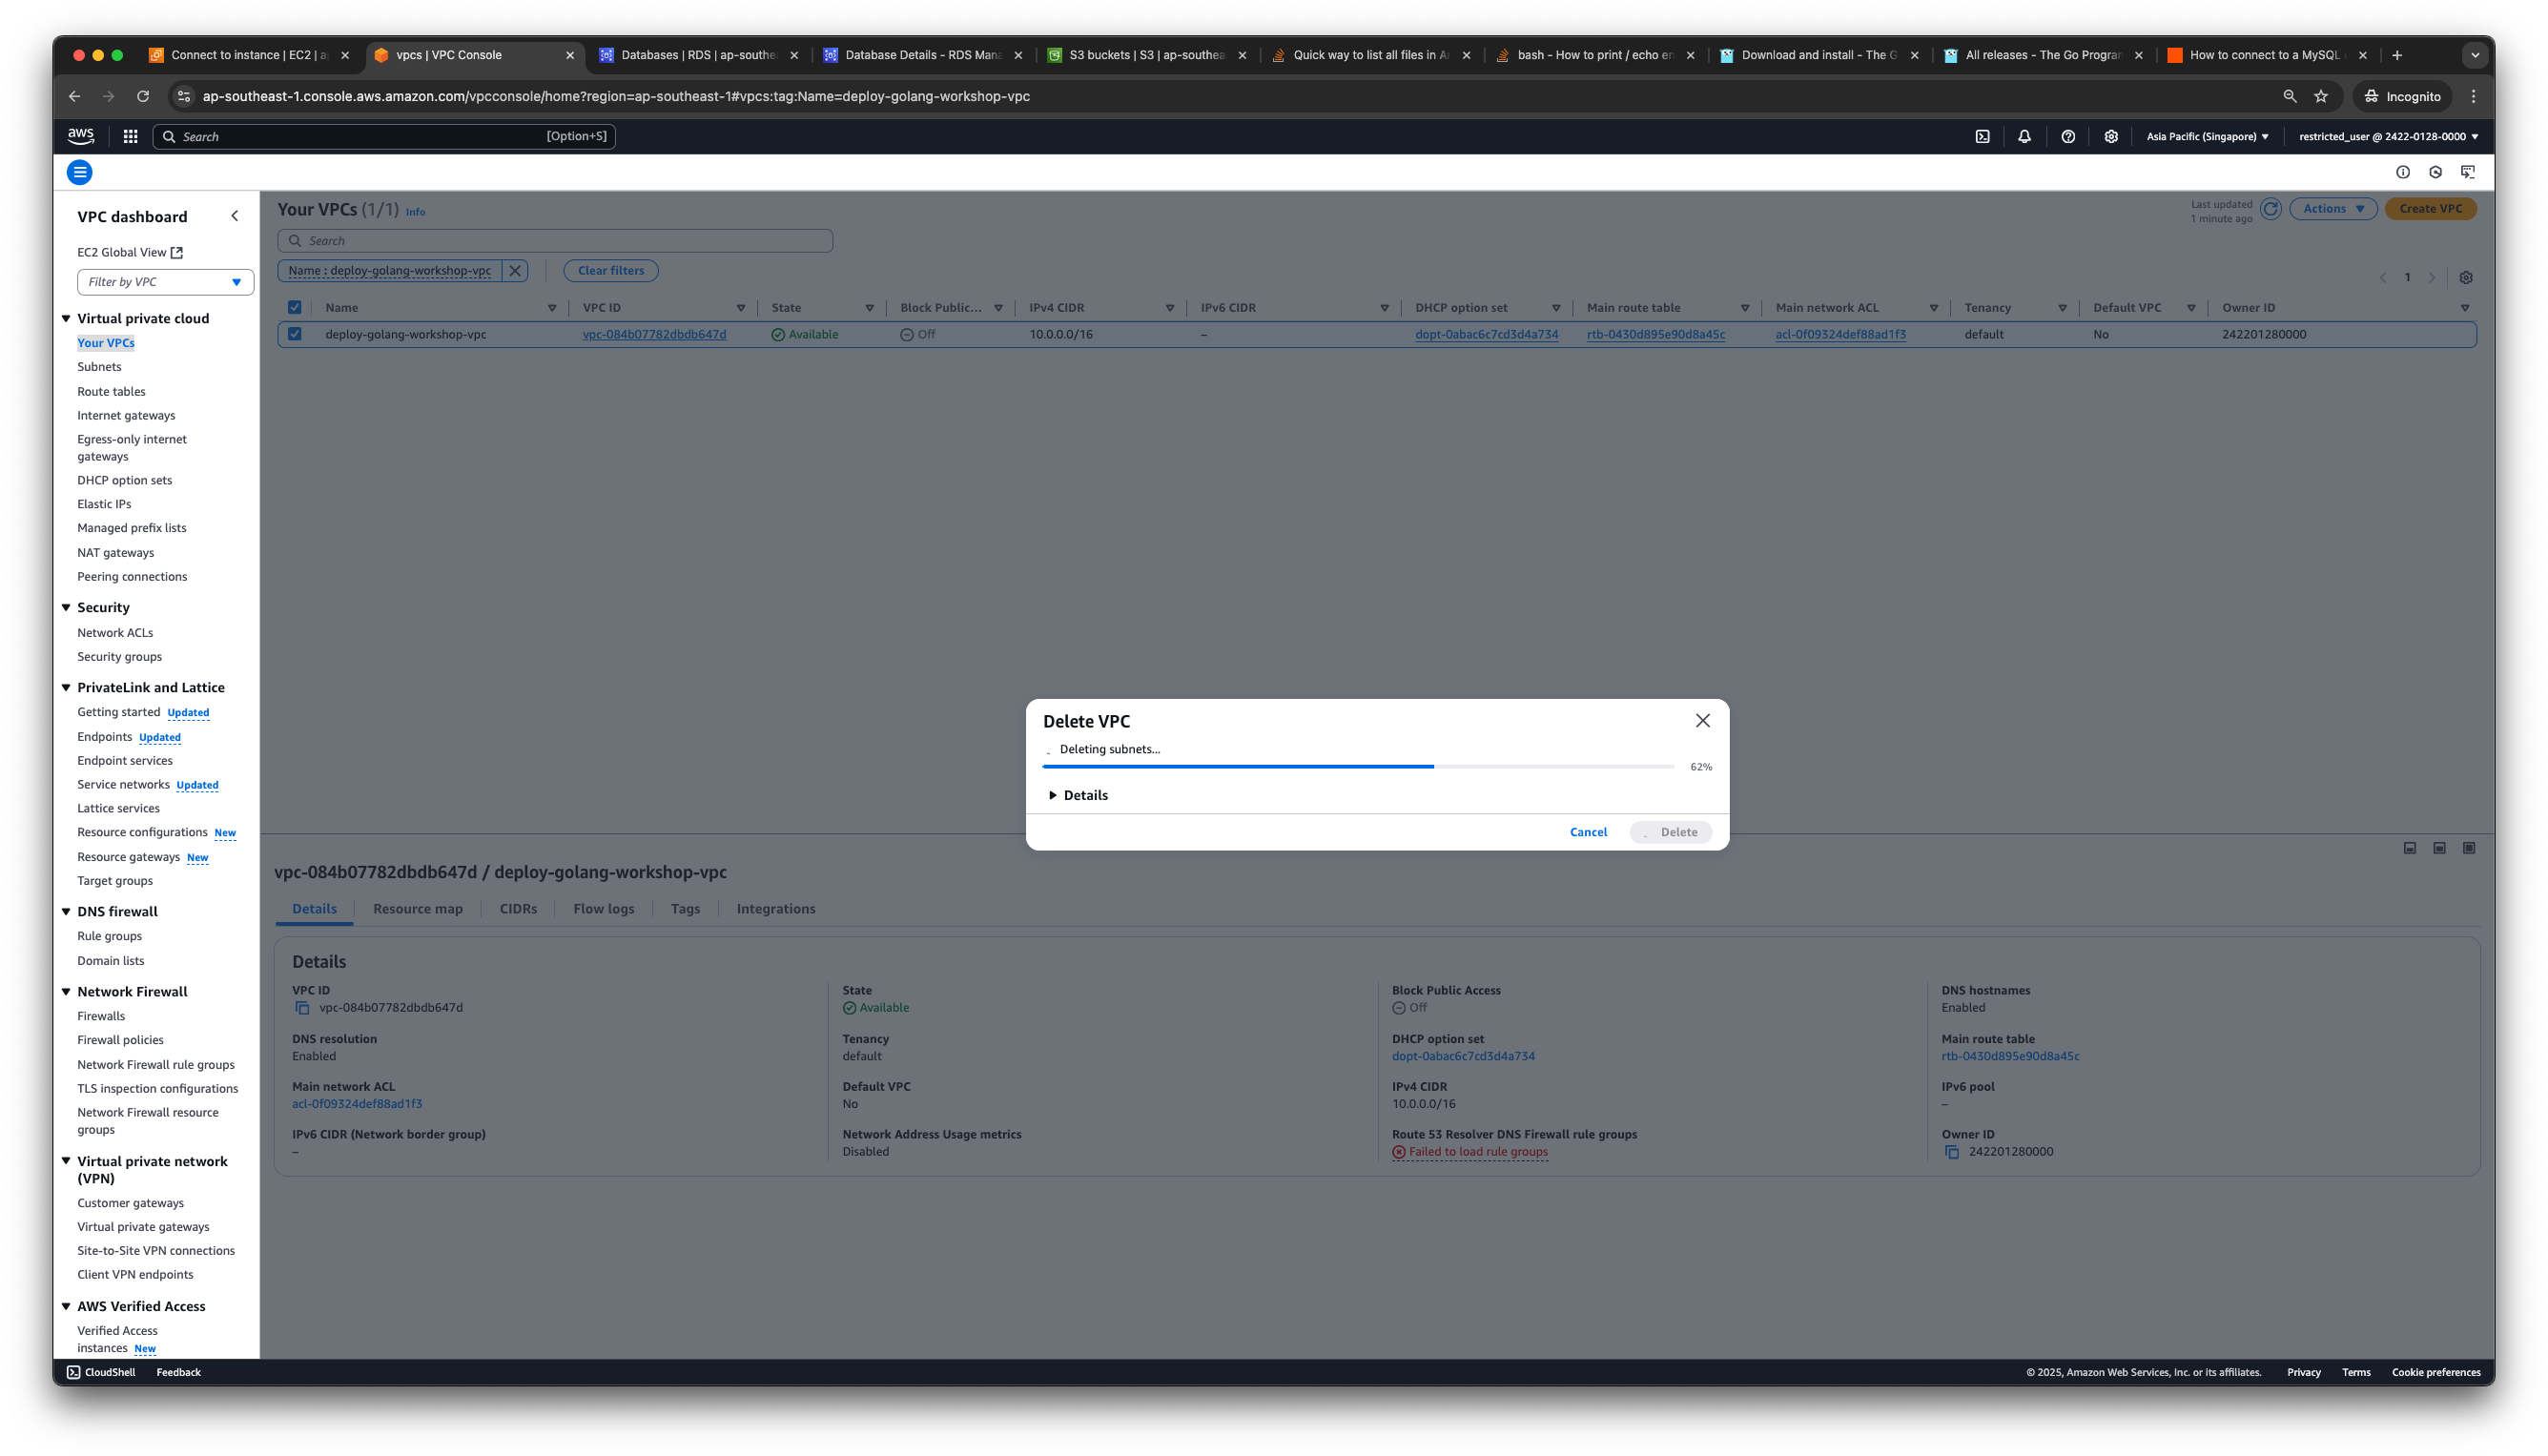 Connect to instance | EC2 | a
vpcs | VPC Console
Databases | RDS | ap-southe
Database Details - RDS Mana
S3 buckets | S3 | ap-southea
Quick way to list all files in A
bash - How to print / echo en
Download and install - The G
All releases - The Go Program
How to connect to a MySQL
ap-southeast-1.console.aws.amazon.com/vpcconsole/home?region=ap-southeast-1#vpcs:tag:Name=deploy-golang-workshop-vpc
Incognito
aws
Search
[Option+S]
Asia Pacific (Singapore)
restricted_user @ 2422-0128-0000
VPC dashboard
EC2 Global View
Filter by VPC
Virtual private cloud
Your VPCs
Subnets
Route tables
Internet gateways
Egress-only internet
gateways
DHCP option sets
Elastic IPs
Managed prefix lists
NAT gateways
Peering connections
Security
Network ACLs
Security groups
PrivateLink and Lattice
Getting started Updated
Endpoints Updated
Endpoint services
Service networks Updated
Lattice services
Resource configurations New
Resource gateways New
Target groups
DNS firewall
Rule groups
Domain lists
Network Firewall
Firewalls
Firewall policies
Network Firewall rule groups
TLS inspection configurations
Network Firewall resource
groups
Virtual private network
(VPN)
Customer gateways
Virtual private gateways
Site-to-Site VPN connections
Client VPN endpoints
AWS Verified Access
Verified Access
instances New
Your VPCs (1/1) Info
Last updated
1 minute ago
Actions
Create VPC
Search
Name : deploy-golang-workshop-vpc
Clear filters
1
Name VPC ID State Block Public... IPv4 CIDR IPv6 CIDR DHCP option set Main route table Main network ACL Tenancy Default VPC Owner ID
deploy-golang-workshop-vpc vpc-084b07782dbdb647d Available Off 10.0.0.0/16 – dopt-0abac6c7cd3d4a734 rtb-0430d895e90d8a45c acl-0f09324def88ad1f3 default No 242201280000
Delete VPC
Deleting subnets...
62%
Details
Cancel
Delete
vpc-084b07782dbdb647d / deploy-golang-workshop-vpc
Details Resource map CIDRs Flow logs Tags Integrations
Details
VPC ID
vpc-084b07782dbdb647d
State
Available
Block Public Access
Off
DNS hostnames
Enabled
DNS resolution
Enabled
Tenancy
default
DHCP option set
dopt-0abac6c7cd3d4a734
Main route table
rtb-0430d895e90d8a45c
Main network ACL
acl-0f09324def88ad1f3
Default VPC
No
IPv4 CIDR
10.0.0.0/16
IPv6 pool
–
IPv6 CIDR (Network border group)
–
Network Address Usage metrics
Disabled
Route 53 Resolver DNS Firewall rule groups
Failed to load rule groups
Owner ID
242201280000
CloudShell
Feedback
© 2025, Amazon Web Services, Inc. or its affiliates.
Privacy
Terms
Cookie preferences